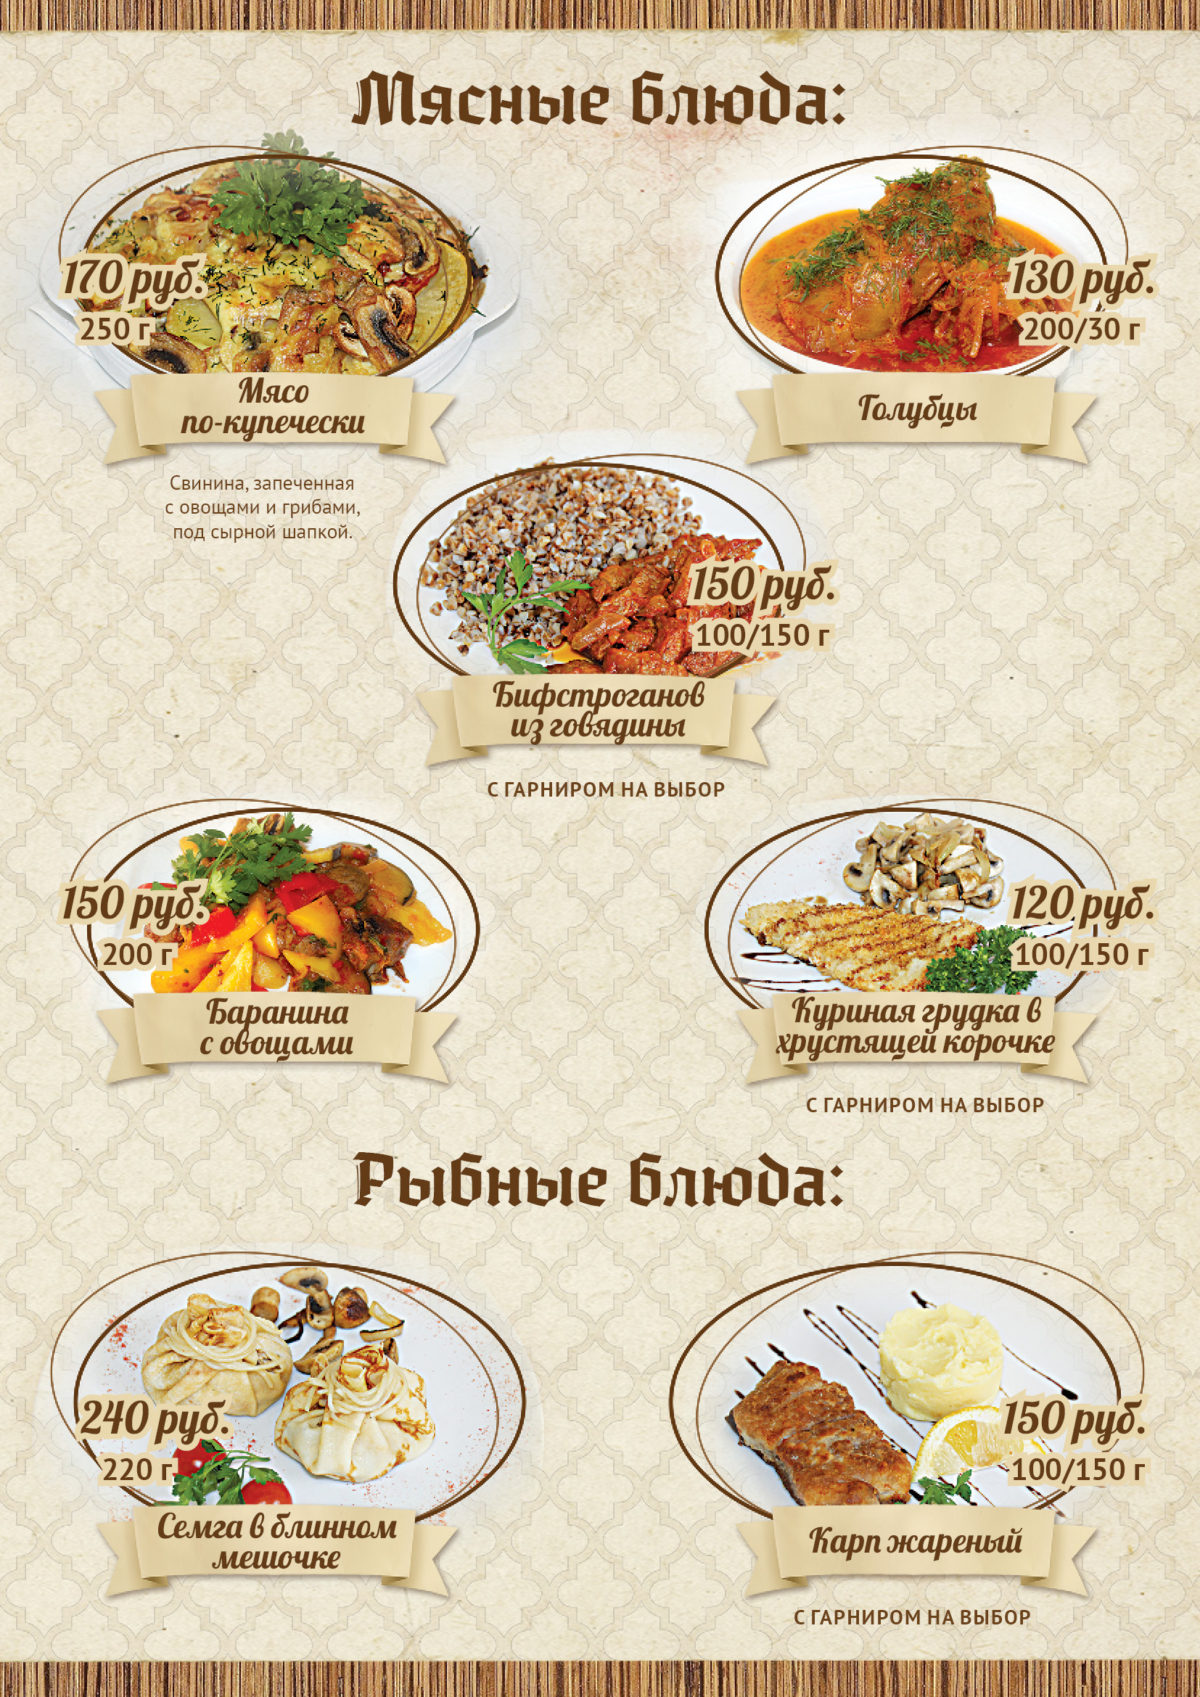 Мясные блюда:
170 руб.
250 г
Мясо
по-купечески
Свинина, запеченная
с овощами и грибами,
под сырной шапкой.
130 руб.
200/30 г
Голубцы
150 руб.
100/150 г
Бифстроганов
из говядины
С ГАРНИРОМ НА ВЫБОР
150 руб.
200 г
Баранина
с овощами
120 руб.
100/150 г
Куриная грудка в
хрустящей корочке
С ГАРНИРОМ НА ВЫБОР
Рыбные блюда:
240 руб.
220 г
Семга в блинном
мешочке
150 руб.
100/150 г
Карп жареный
С ГАРНИРОМ НА ВЫБОР